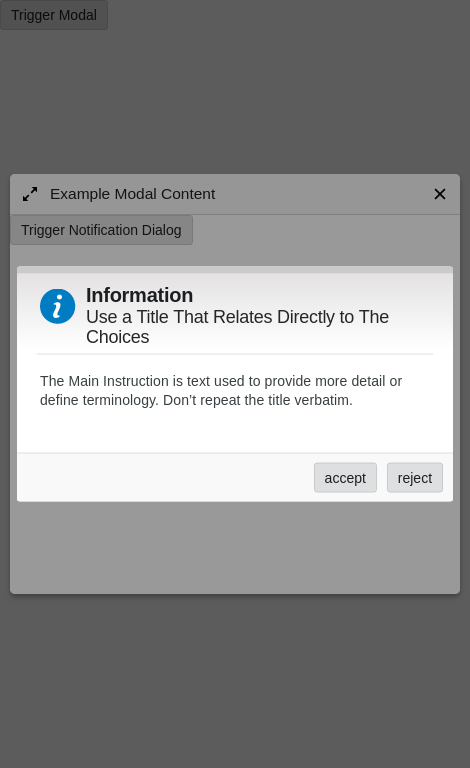 Trigger Modal
Example Modal Content
Trigger Notification Dialog
Information
Use a Title That Relates Directly to The
Choices
The Main Instruction is text used to provide more detail or
define terminology. Don’t repeat the title verbatim.
accept
reject